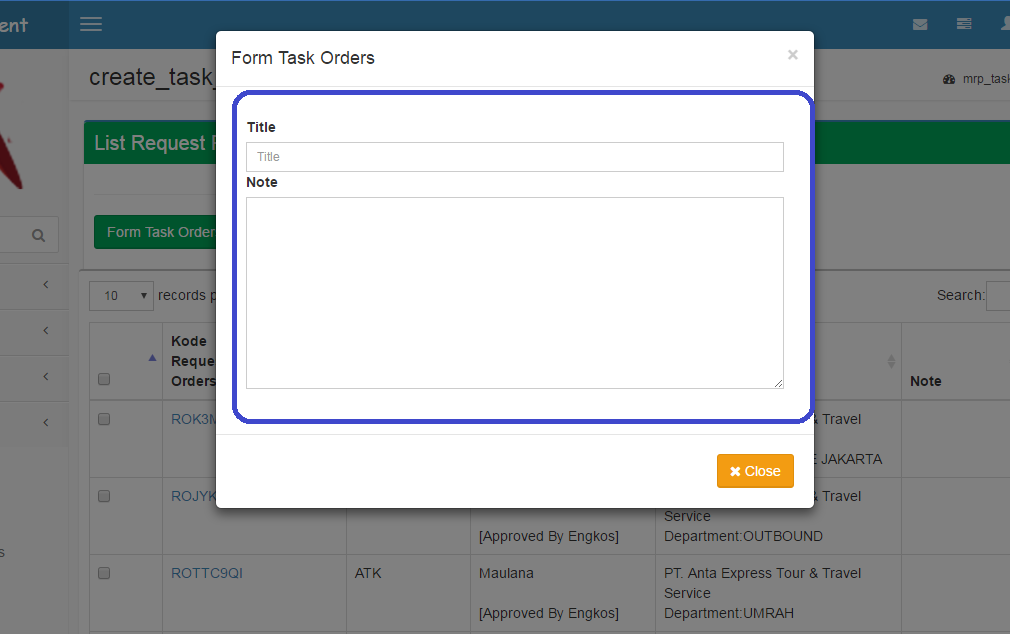 ent
Form Task Orders
×
create_task_
mrp_task
Title
List Request
Title
Note
Form Task Order
10
records p
Search:
Kode
Reque
Orders
Note
ROK3M
& Travel
E JAKARTA
ROJYK
& Travel
Service
[Approved By Engkos]
Department:OUTBOUND
Close
ROTTC9QI
ATK
Maulana
PT. Anta Express Tour & Travel
Service
[Approved By Engkos]
Department:UMRAH
s